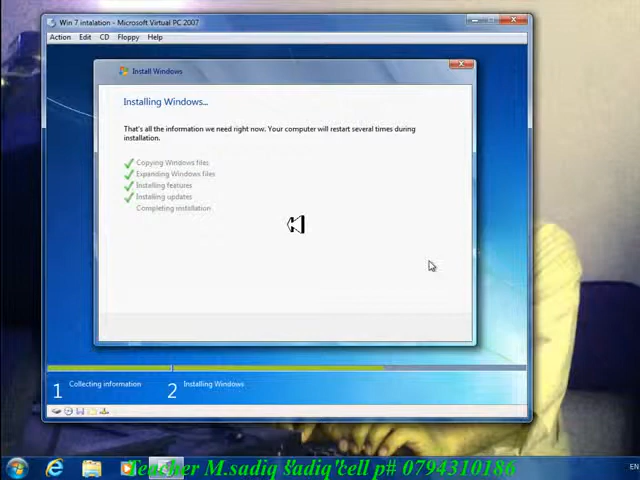 Win 7 intalation - Microsoft Virtual PC 2007
Action Edit CD Floppy Help
Install Windows
Installing Windows...
That's all the information we need right now. Your computer will restart several times during
installation.
Copying Windows files
Expanding Windows files
Installing features
Installing updates
Completing installation
1 Collecting information 2 Installing Windows
Teacher M.sadiq "sadiq" cell p# 0794310186
EN